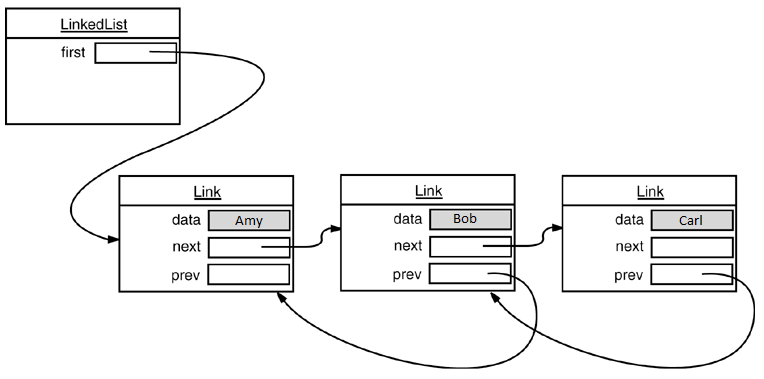 LinkedList
first
Link
data Amy
next
prev
Link
data Bob
next
prev
Link
data Carl
next
prev